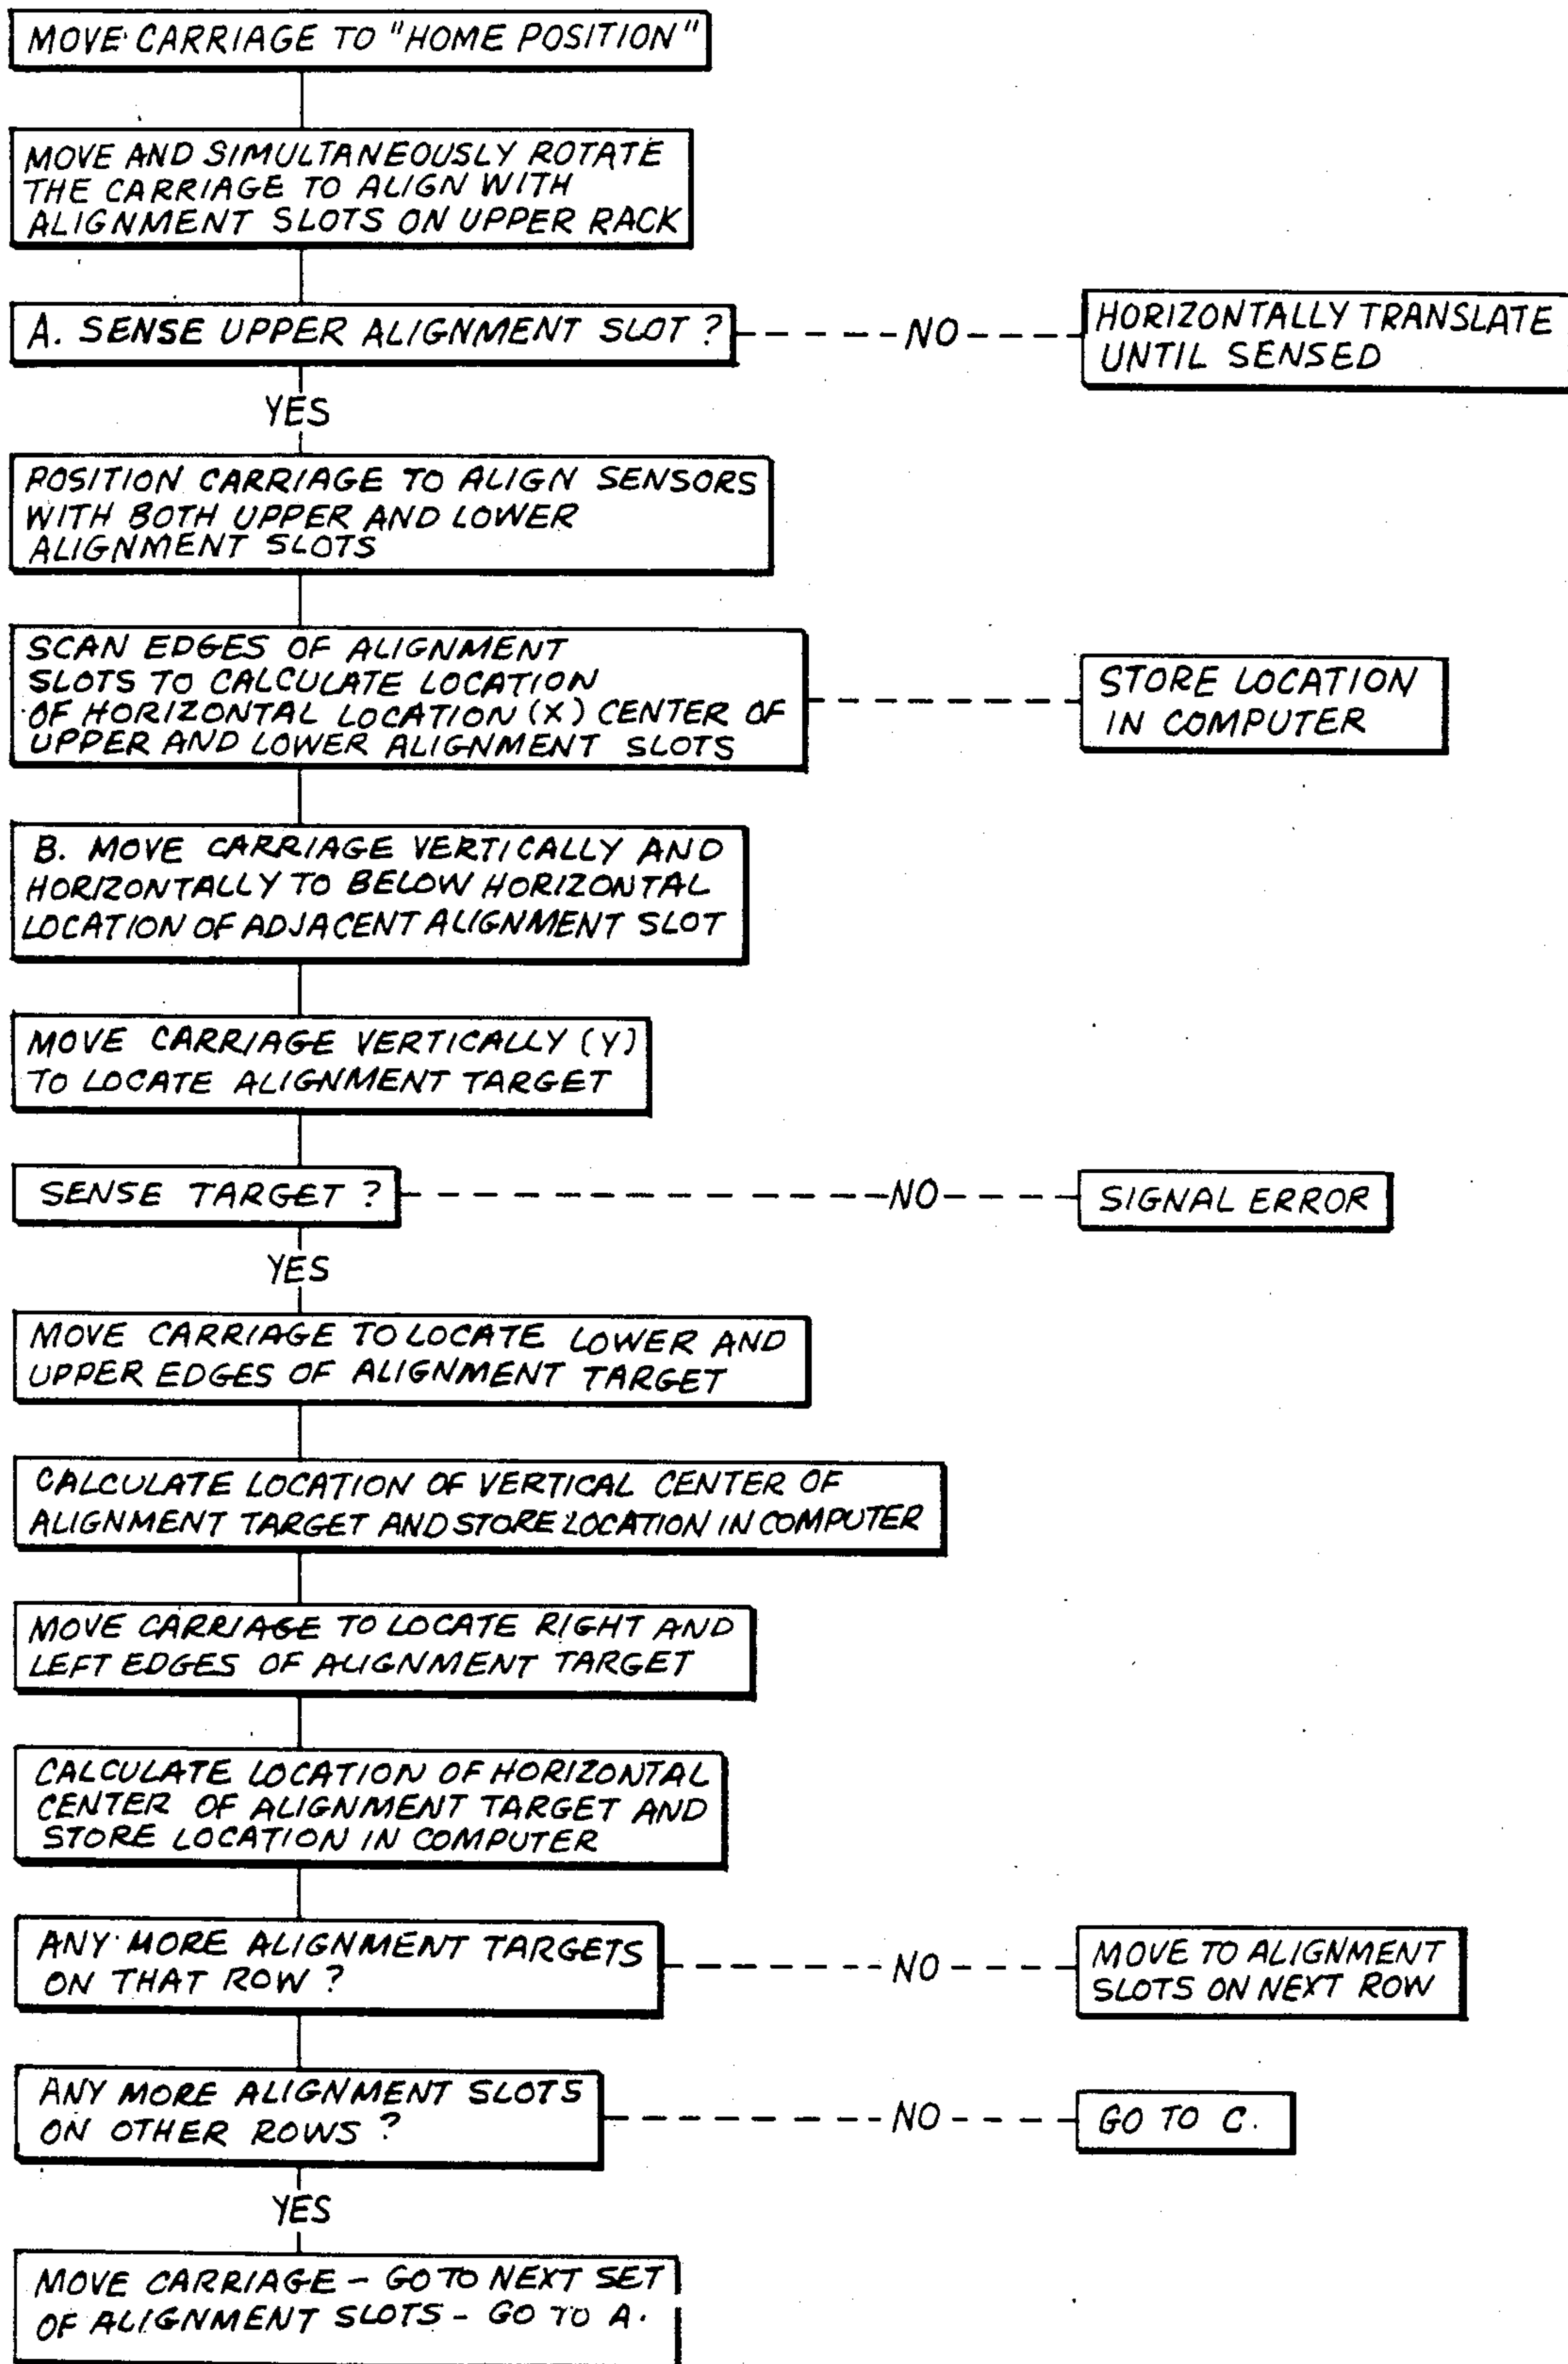 MOVE CARRIAGE TO "HOME POSITION"
MOVE AND SIMULTANEOUSLY ROTATE
THE CARRIAGE TO ALIGN WITH
ALIGNMENT SLOTS ON UPPER RACK
A. SENSE UPPER ALIGNMENT SLOT ?
NO
HORIZONTALLY TRANSLATE
UNTIL SENSED
YES
POSITION CARRIAGE TO ALIGN SENSORS
WITH BOTH UPPER AND LOWER
ALIGNMENT SLOTS
SCAN EDGES OF ALIGNMENT
SLOTS TO CALCULATE LOCATION
OF HORIZONTAL LOCATION (X) CENTER OF
UPPER AND LOWER ALIGNMENT SLOTS
STORE LOCATION
IN COMPUTER
B. MOVE CARRIAGE VERTICALLY AND
HORIZONTALLY TO BELOW HORIZONTAL
LOCATION OF ADJACENT ALIGNMENT SLOT
MOVE CARRIAGE VERTICALLY (Y)
TO LOCATE ALIGNMENT TARGET
SENSE TARGET ?
NO
SIGNAL ERROR
YES
MOVE CARRIAGE TO LOCATE LOWER AND
UPPER EDGES OF ALIGNMENT TARGET
CALCULATE LOCATION OF VERTICAL CENTER OF
ALIGNMENT TARGET AND STORE LOCATION IN COMPUTER
MOVE CARRIAGE TO LOCATE RIGHT AND
LEFT EDGES OF ALIGNMENT TARGET
CALCULATE LOCATION OF HORIZONTAL
CENTER OF ALIGNMENT TARGET AND
STORE LOCATION IN COMPUTER
ANY MORE ALIGNMENT TARGETS
ON THAT ROW ?
NO
MOVE TO ALIGNMENT
SLOTS ON NEXT ROW
ANY MORE ALIGNMENT SLOTS
ON OTHER ROWS ?
NO
GO TO C.
YES
MOVE CARRIAGE - GO TO NEXT SET
OF ALIGNMENT SLOTS - GO TO A.